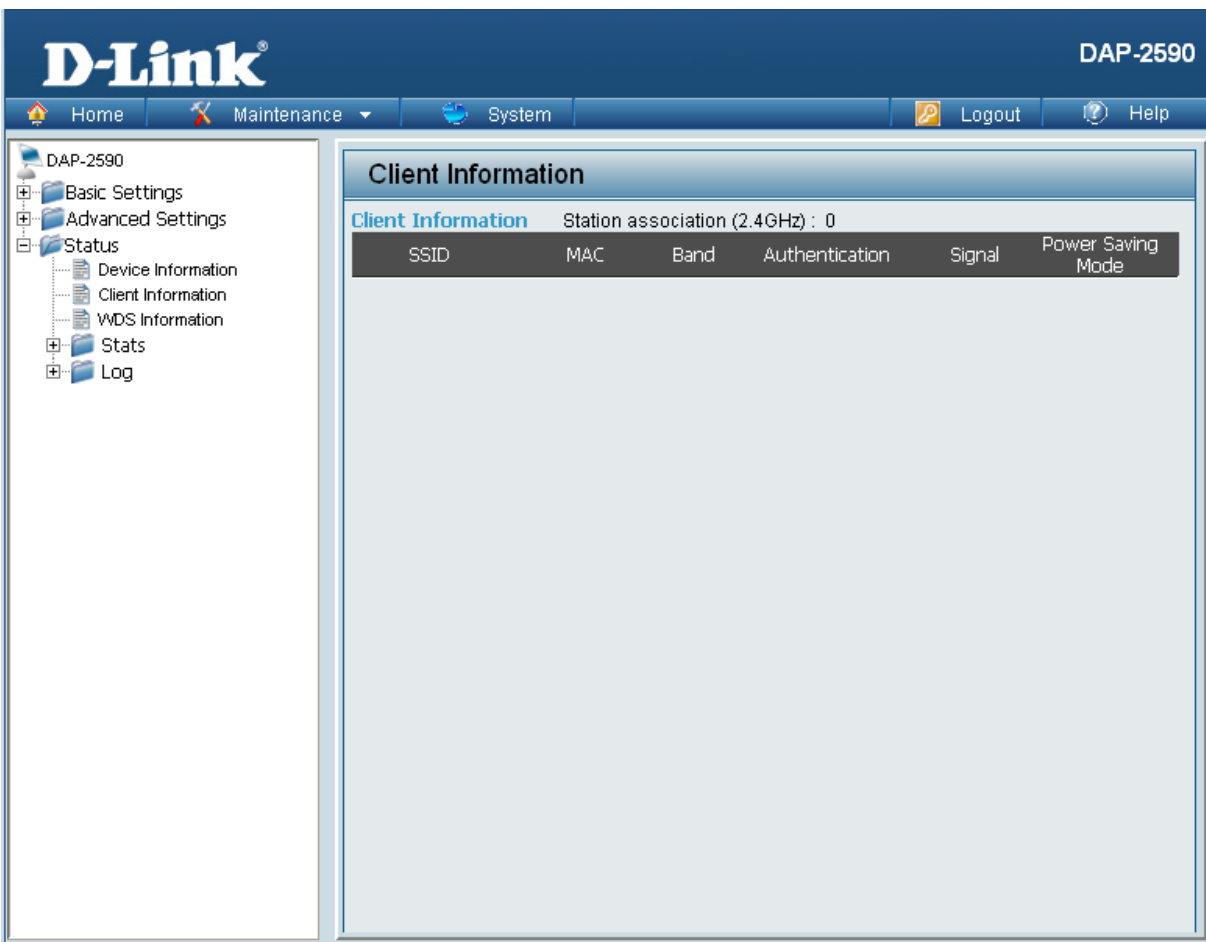 D-Link®
DAP-2590
Home Maintenance System Logout Help
DAP-2590
Basic Settings
Advanced Settings
Status
Device Information
Client Information
WDS Information
Stats
Log
Client Information
Client Information Station association (2.4GHz) : 0
SSID MAC Band Authentication Signal Power Saving Mode